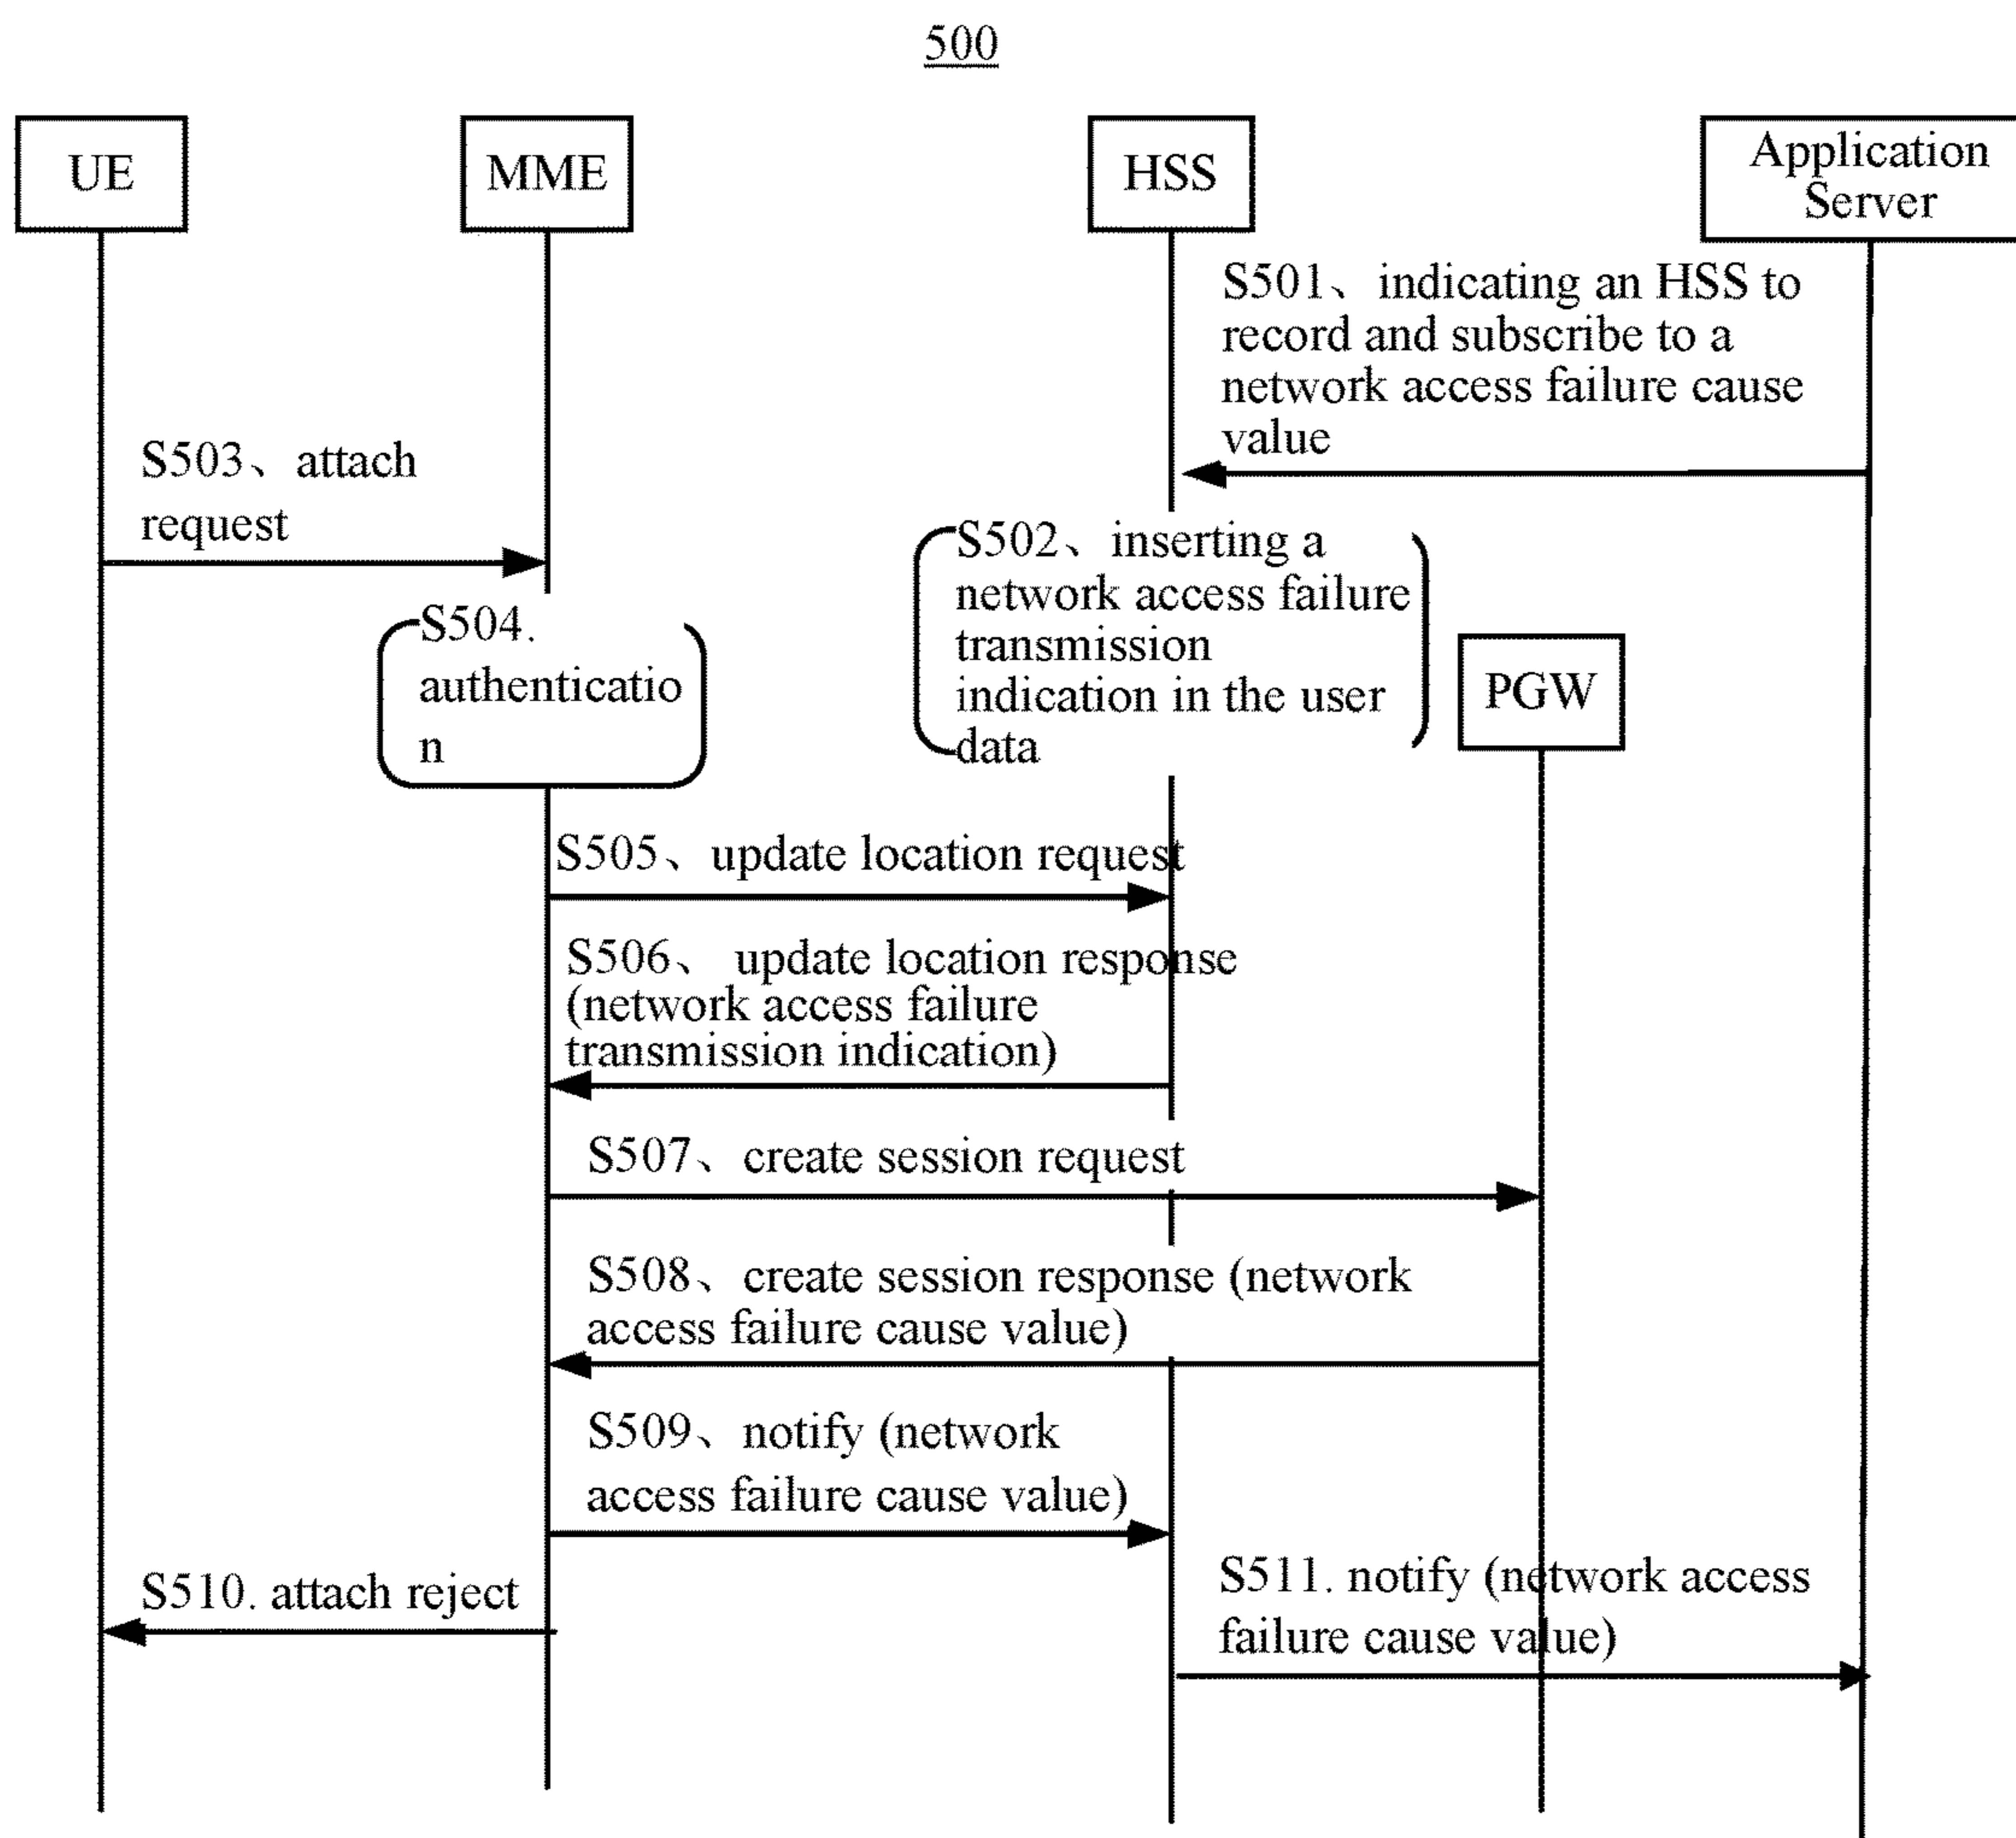 500
UE
MME
HSS
Application
Server
S501、indicating an HSS to
record and subscribe to a
network access failure cause
value
S503、attach
request
S502、inserting a
network access failure
transmission
indication in the user
data
S504.
authenticatio
n
PGW
S505、update location request
S506、 update location response
(network access failure
transmission indication)
S507、create session request
S508、create session response (network
access failure cause value)
S509、notify (network
access failure cause value)
S510. attach reject
S511. notify (network access
failure cause value)